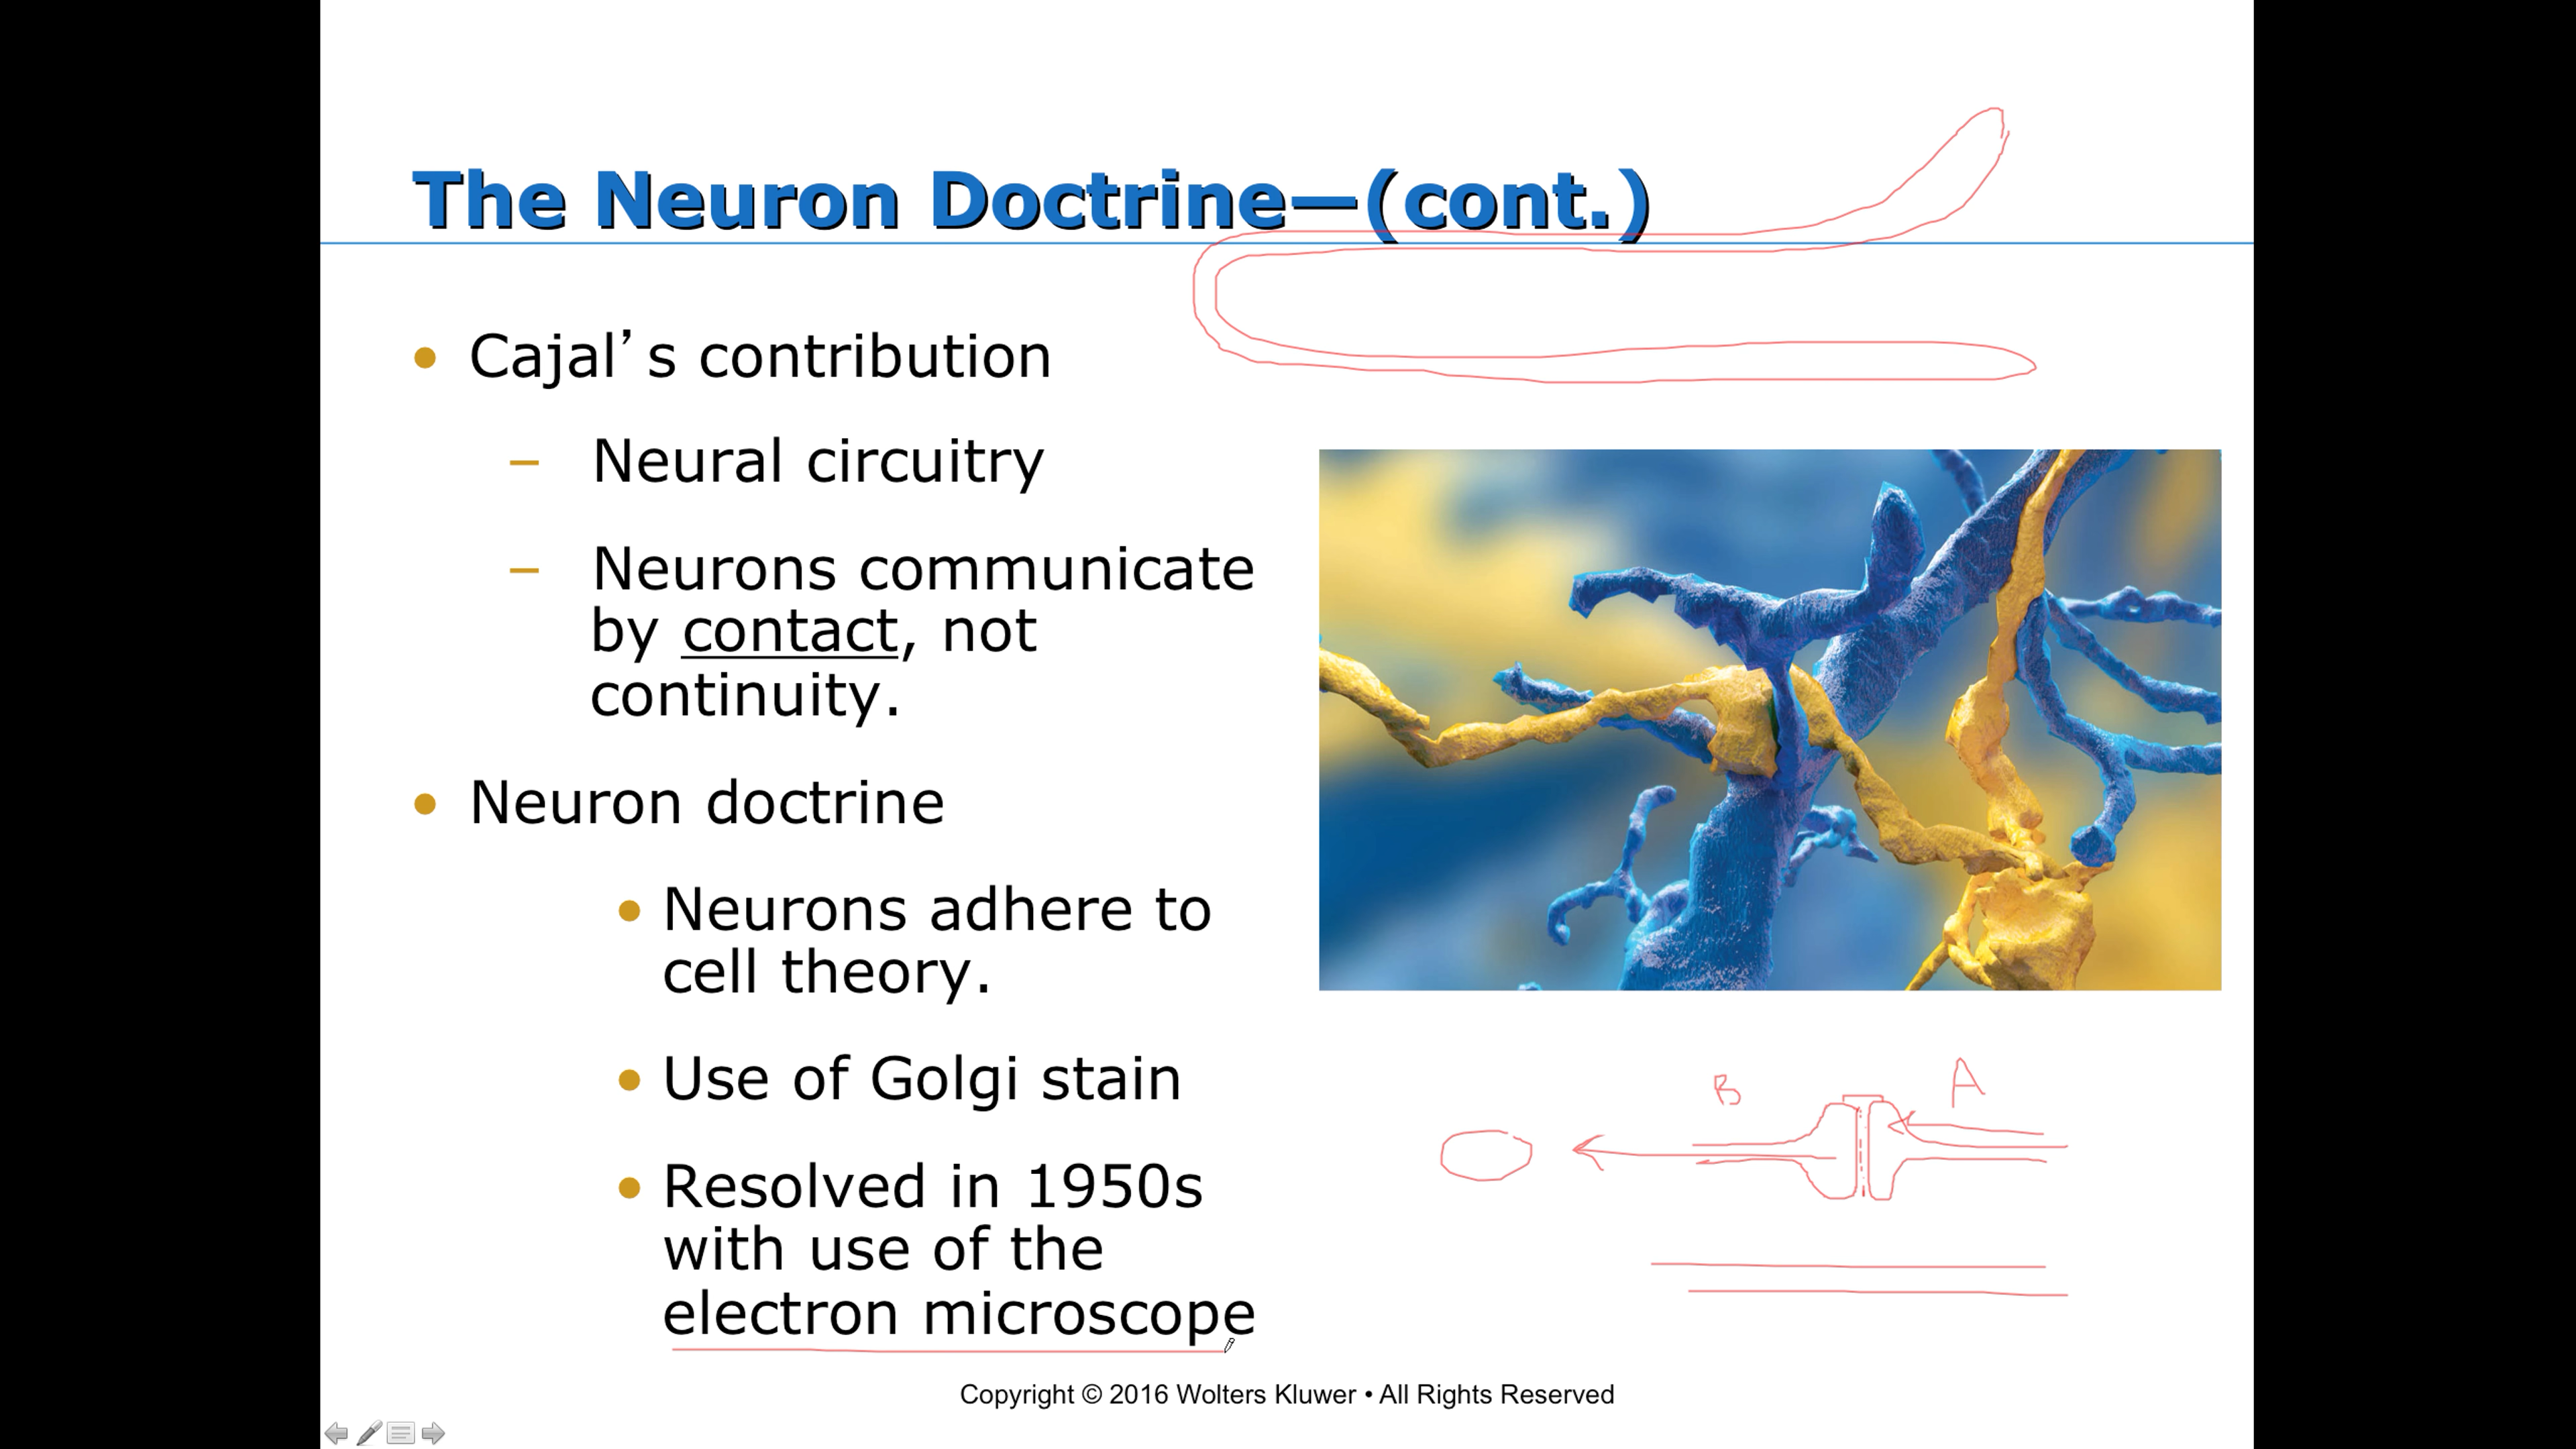 The Neuron Doctrine—(cont.)
• Cajal’s contribution
– Neural circuitry
– Neurons communicate
by contact, not
continuity.
• Neuron doctrine
• Neurons adhere to
cell theory.
• Use of Golgi stain
• Resolved in 1950s
with use of the
electron microscope
B
A
Copyright © 2016 Wolters Kluwer • All Rights Reserved